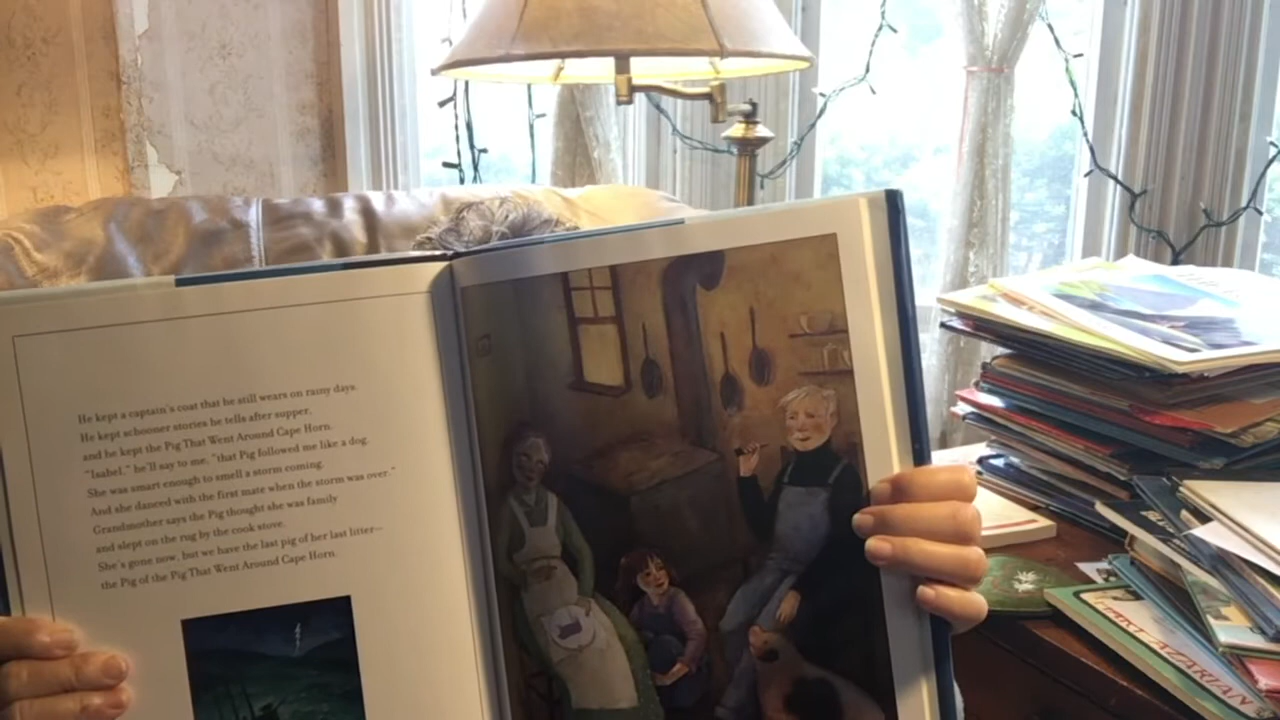 He kept a captain's coat that he still wears on rainy days.
He kept schooner stories he tells after supper,
and he kept the Pig That Went Around Cape Horn.
"Isabel," he'll say to me, "that Pig followed me like a dog.
She was smart enough to smell a storm coming.
And she danced with the first mate when the storm was over."
Grandmother says the Pig thought she was family
and slept on the rug by the cook stove.
She's gone now, but we have the last pig of her last litter—
the Pig of the Pig That Went Around Cape Horn.
AZARIAN